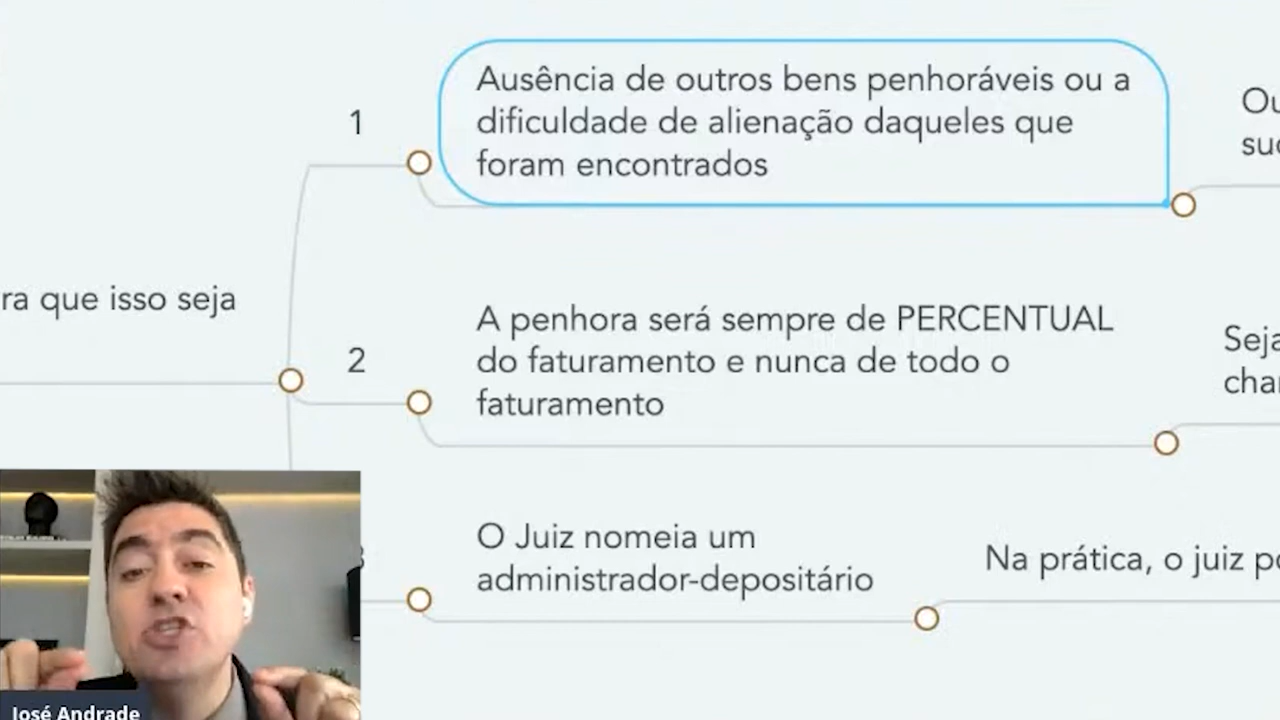 1
Ausência de outros bens penhoráveis ou a
dificuldade de alienação daqueles que
foram encontrados
ra que isso seja
2
A penhora será sempre de PERCENTUAL
do faturamento e nunca de todo o
faturamento
O Juiz nomeia um
administrador-depositário
Na prática, o juiz
José Andrade